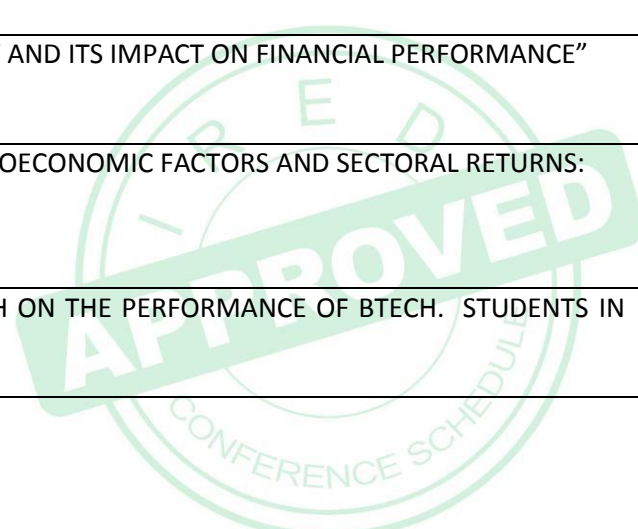 AND ITS IMPACT ON FINANCIAL PERFORMANCE”
OECONOMIC FACTORS AND SECTORAL RETURNS:
ON THE PERFORMANCE OF BTECH. STUDENTS IN
IRED
APPROVED
CONFERENCE SCHEDULE